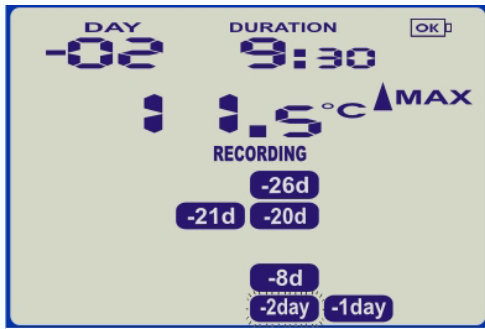 DAY DURATION OK
-02 9:30
11.5°C MAX
RECORDING
-26d
-21d -20d
-8d
-2day -1day